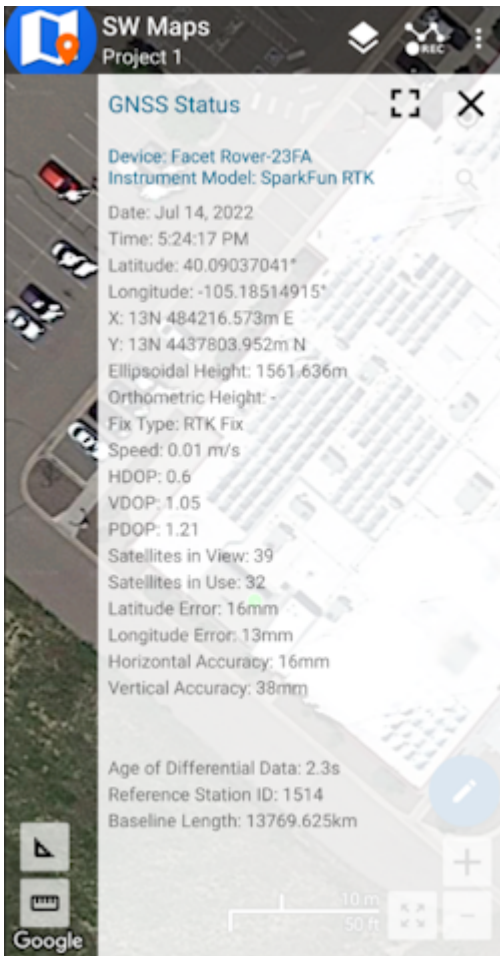 SW Maps
Project 1
REC
GNSS Status
Device: Facet Rover-23FA
Instrument Model: SparkFun RTK
Date: Jul 14, 2022
Time: 5:24:17 PM
Latitude: 40.09037041°
Longitude: -105.18514915°
X: 13N 484216.573m E
Y: 13N 4437803.952m N
Ellipsoidal Height: 1561.636m
Orthometric Height: -
Fix Type: RTK Fix
Speed: 0.01 m/s
HDOP: 0.6
VDOP: 1.05
PDOP: 1.21
Satellites in View: 39
Satellites in Use: 32
Latitude Error: 16mm
Longitude Error: 13mm
Horizontal Accuracy: 16mm
Vertical Accuracy: 38mm
Age of Differential Data: 2.3s
Reference Station ID: 1514
Baseline Length: 13769.625km
10 m
50 ft
Google